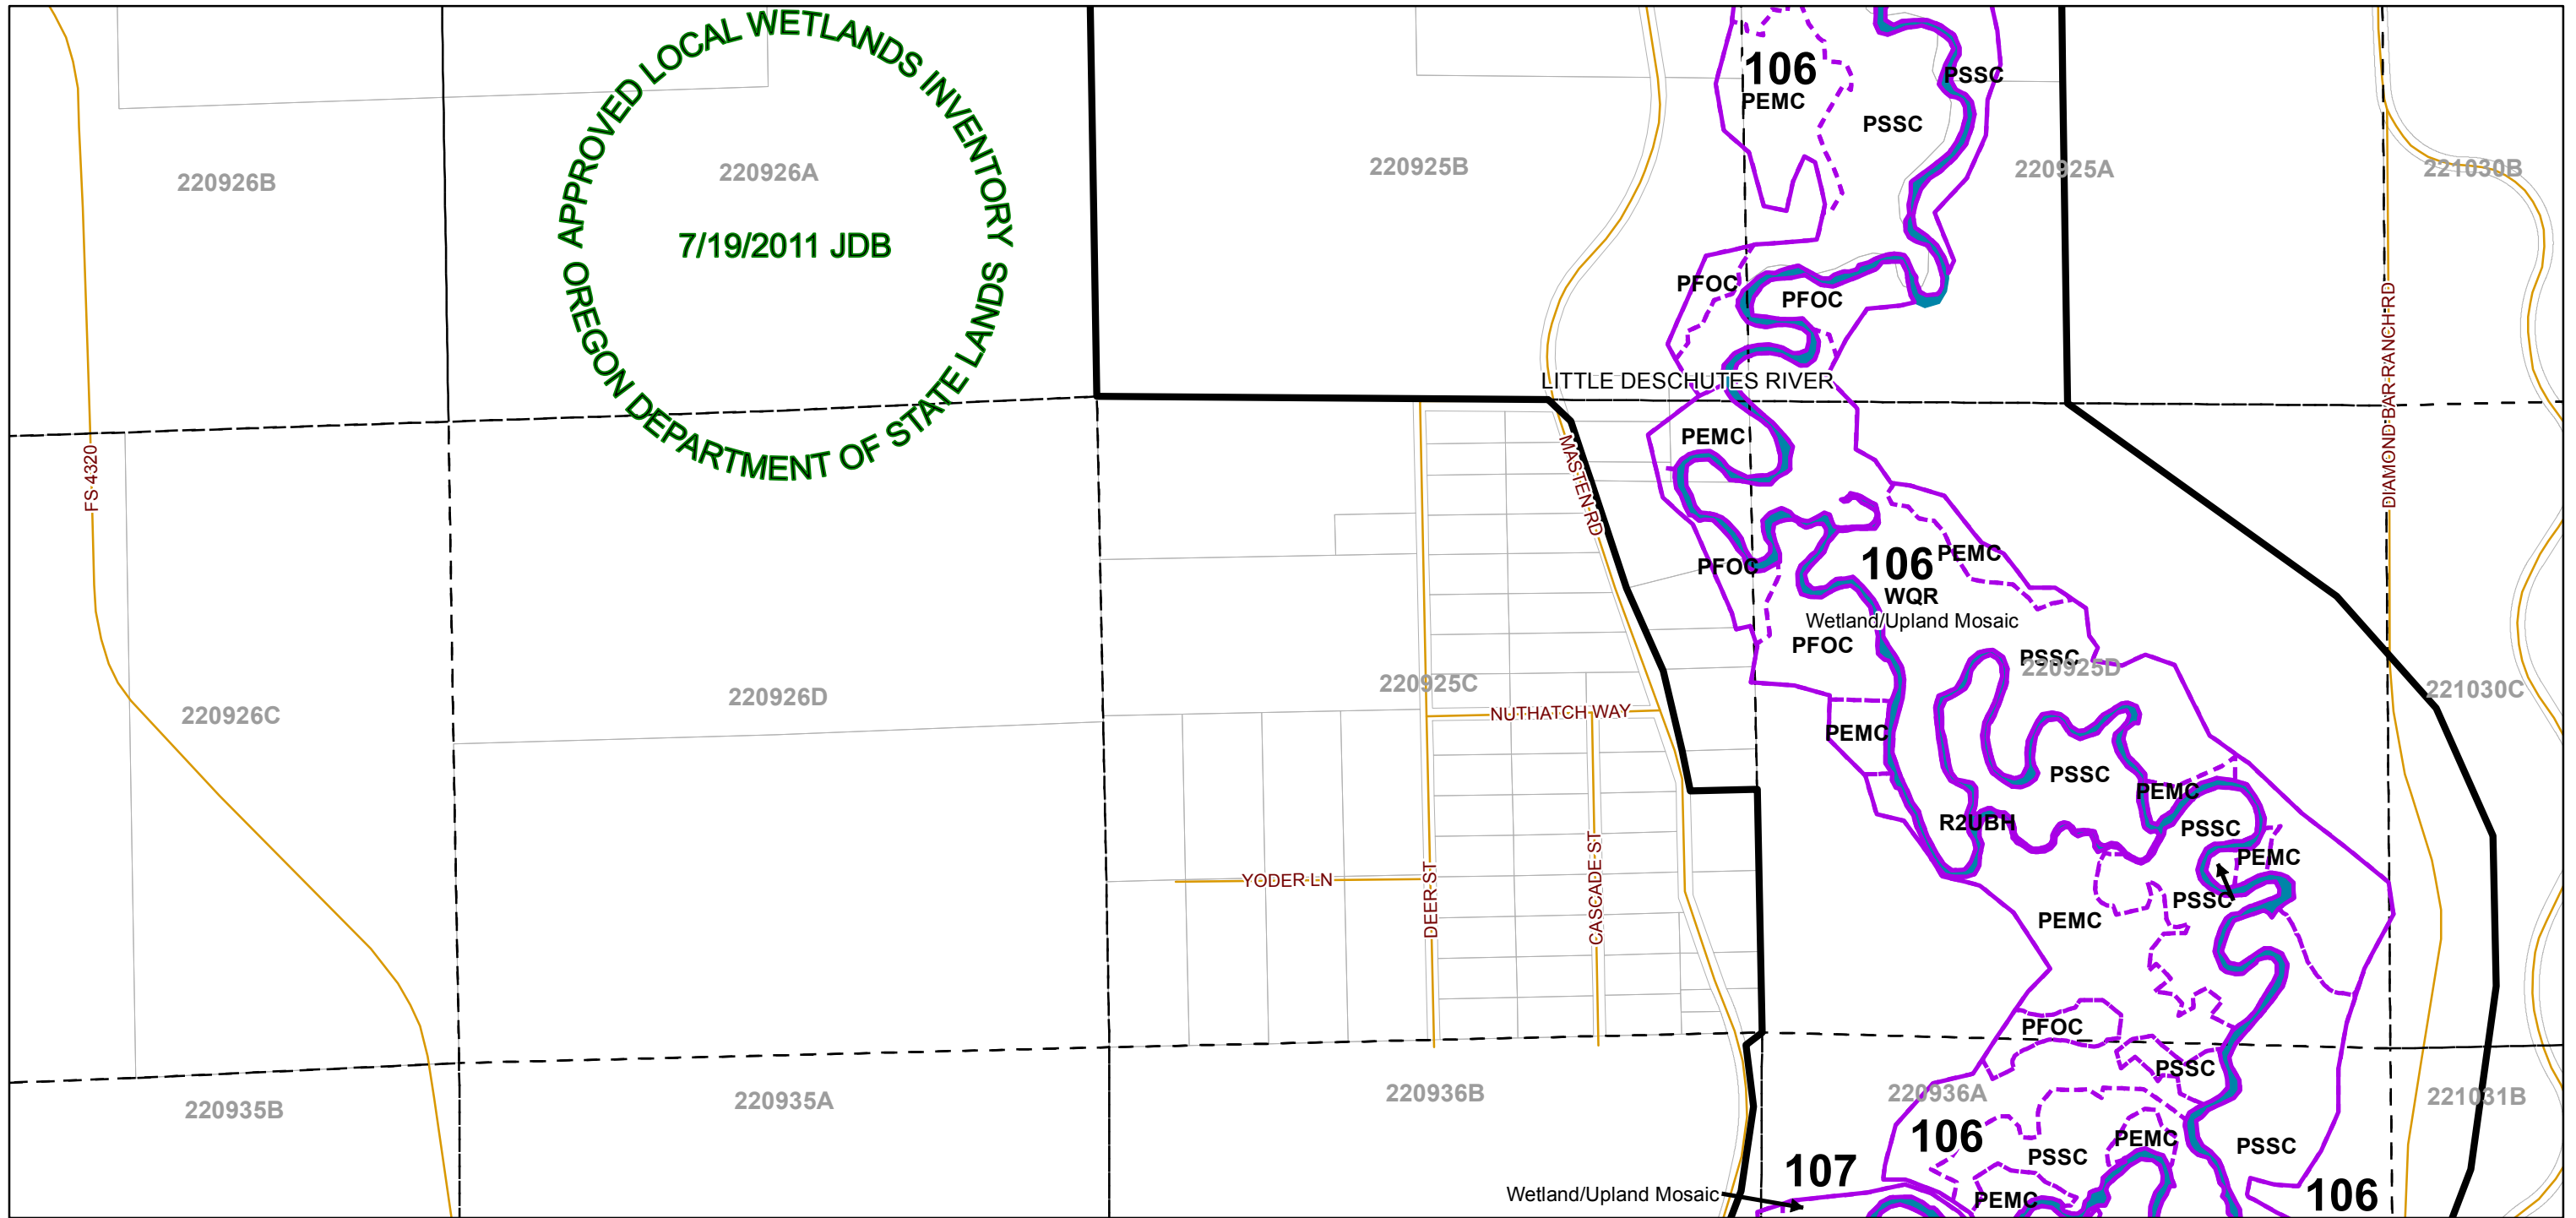 APPROVED LOCAL WETLANDS INVENTORY
7/19/2011 JDB
OREGON DEPARTMENT OF STATE LANDS
106
PEMC
PSSC
PSSC
220926B
220926A
220925B
220925A
221030B
PFOC
PFOC
LITTLE DESCHUTES RIVER
DIAMOND BAR RANCH RD
FS 4320
MASTEN RD
PEMC
PFOC
106
PEMC
WQR
Wetland/Upland Mosaic
PFOC
PSSC
220925D
220926C
220926D
220925C
221030C
NUTHATCH WAY
PEMC
PSSC
PEMC
R2UBH
PSSC
PEMC
YODER LN
DEER ST
CASCADE ST
PSSC
PEMC
PFOC
PSSC
220935B
220935A
220936B
220936A
221031B
106
PEMC
PSSC
PSSC
107
Wetland/Upland Mosaic
PEMC
106